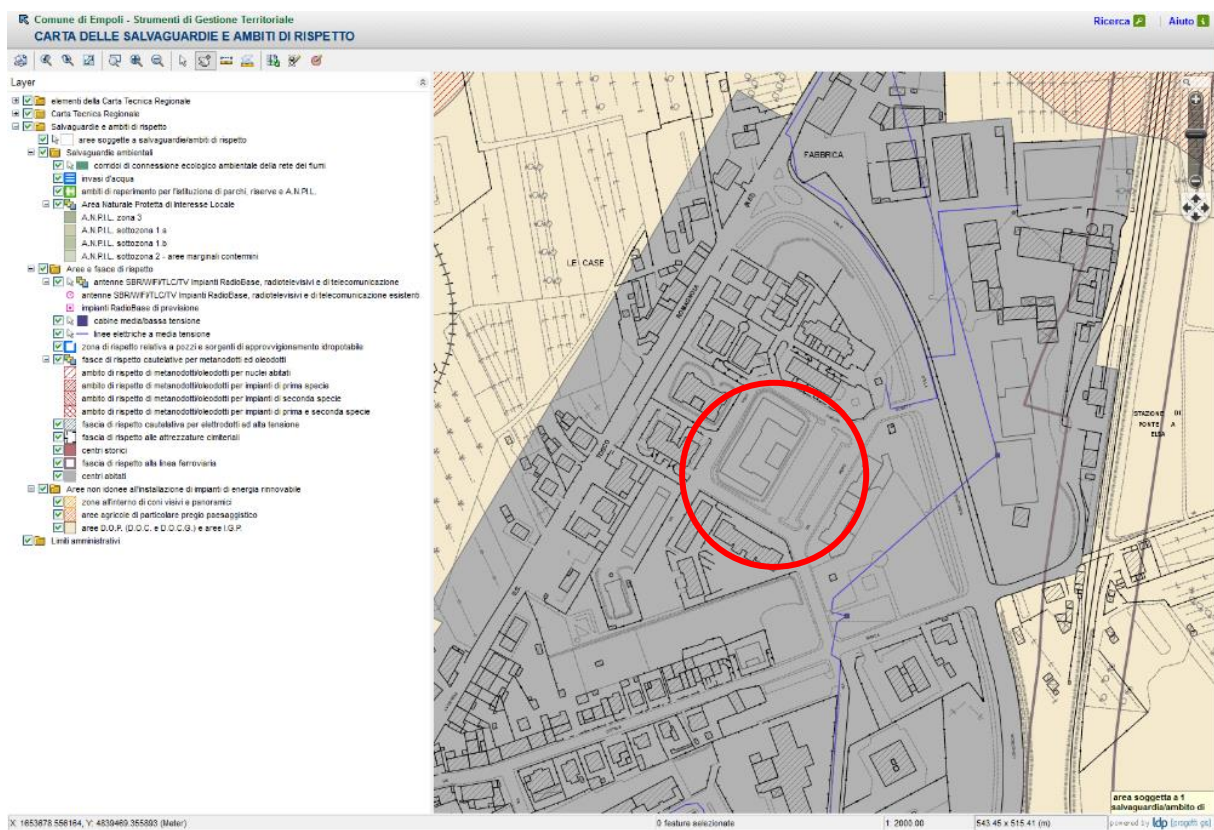 Comune di Empoli - Strumenti di Gestione Territoriale
CARTA DELLE SALVAGUARDIE E AMBITI DI RISPETTO
Ricerca
Aiuto
Layer
elementi della Carta Tecnica Regionale
Carta Tecnica Regionale
Salvaguardie e ambiti di rispetto
aree soggette a salvaguardie/ambiti di rispetto
Salvaguardie ambientali
corridoi di connessione ecologico ambientale della rete dei fiumi
invasi d'acqua
ambiti di reperimento per l'istituzione di parchi, riserve e A.N.P.I.L.
Area Naturale Protetta di Interesse Locale
A.N.P.I.L. zona 3
A.N.P.I.L. sottozona 1.a
A.N.P.I.L. sottozona 1.b
A.N.P.I.L. sottozona 2 - aree marginali contermini
Aree e fasce di rispetto
antenne SBR/WIFI/TLC/TV Impianti RadioBase, radiotelevisivi e di telecomunicazione
antenne SBR/WIFI/TLC/TV Impianti RadioBase, radiotelevisivi e di telecomunicazione esistenti
impianti RadioBase di previsione
cabine media/bassa tensione
linee elettriche a media tensione
zona di rispetto relativa a pozzi e sorgenti di approvvigionamento idropotabile
fasce di rispetto cautelative per metanodotti ed oleodotti
ambito di rispetto di metanodotti/oleodotti per nuclei abitati
ambito di rispetto di metanodotti/oleodotti per impianti di prima specie
ambito di rispetto di metanodotti/oleodotti per impianti di seconda specie
ambito di rispetto di metanodotti/oleodotti per impianti di prima e seconda specie
fascia di rispetto cautelativa per elettrodotti ad alta tensione
fascia di rispetto alle attrezzature cimiteriali
centri storici
fascia di rispetto alla linea ferroviaria
centri abitati
Aree non idonee all'installazione di impianti di energia rinnovabile
zone all'interno di coni visivi e panoramici
aree agricole di particolare pregio paesaggistico
aree D.O.P. (D.O.C. e D.O.C.G.) e aree I.G.P.
Limiti amministrativi
FABBRICA
LE CASE
ROMAGNOLA
TOSCO
STAZIONE DI
PONTE A
ELSA
area soggetta a 1
salvaguardia/ambito di
X: 1653678.556164, Y: 4839469.355893 (Meter)
0 feature selezionate
1: 2000.00
543.45 x 515.41 (m)
powered by ldp [progetti gis]